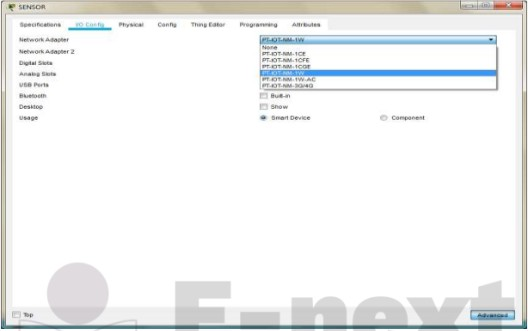 SENSOR
Specifications I/O Config Physical Config Thing Editor Programming Attributes
Network Adapter PT-IOT-NM-1W
None
Network Adapter 2 PT-IOT-NM-1CE
PT-IOT-NM-1CFE
Digital Slots PT-IOT-NM-1CGE
Analog Slots PT-IOT-NM-1W
PT-IOT-NM-1W-AC
USB Ports PT-IOT-NM-3G/4G
Bluetooth Built-in
Desktop Show
Usage Smart Device Component
Top Advanced
E-next